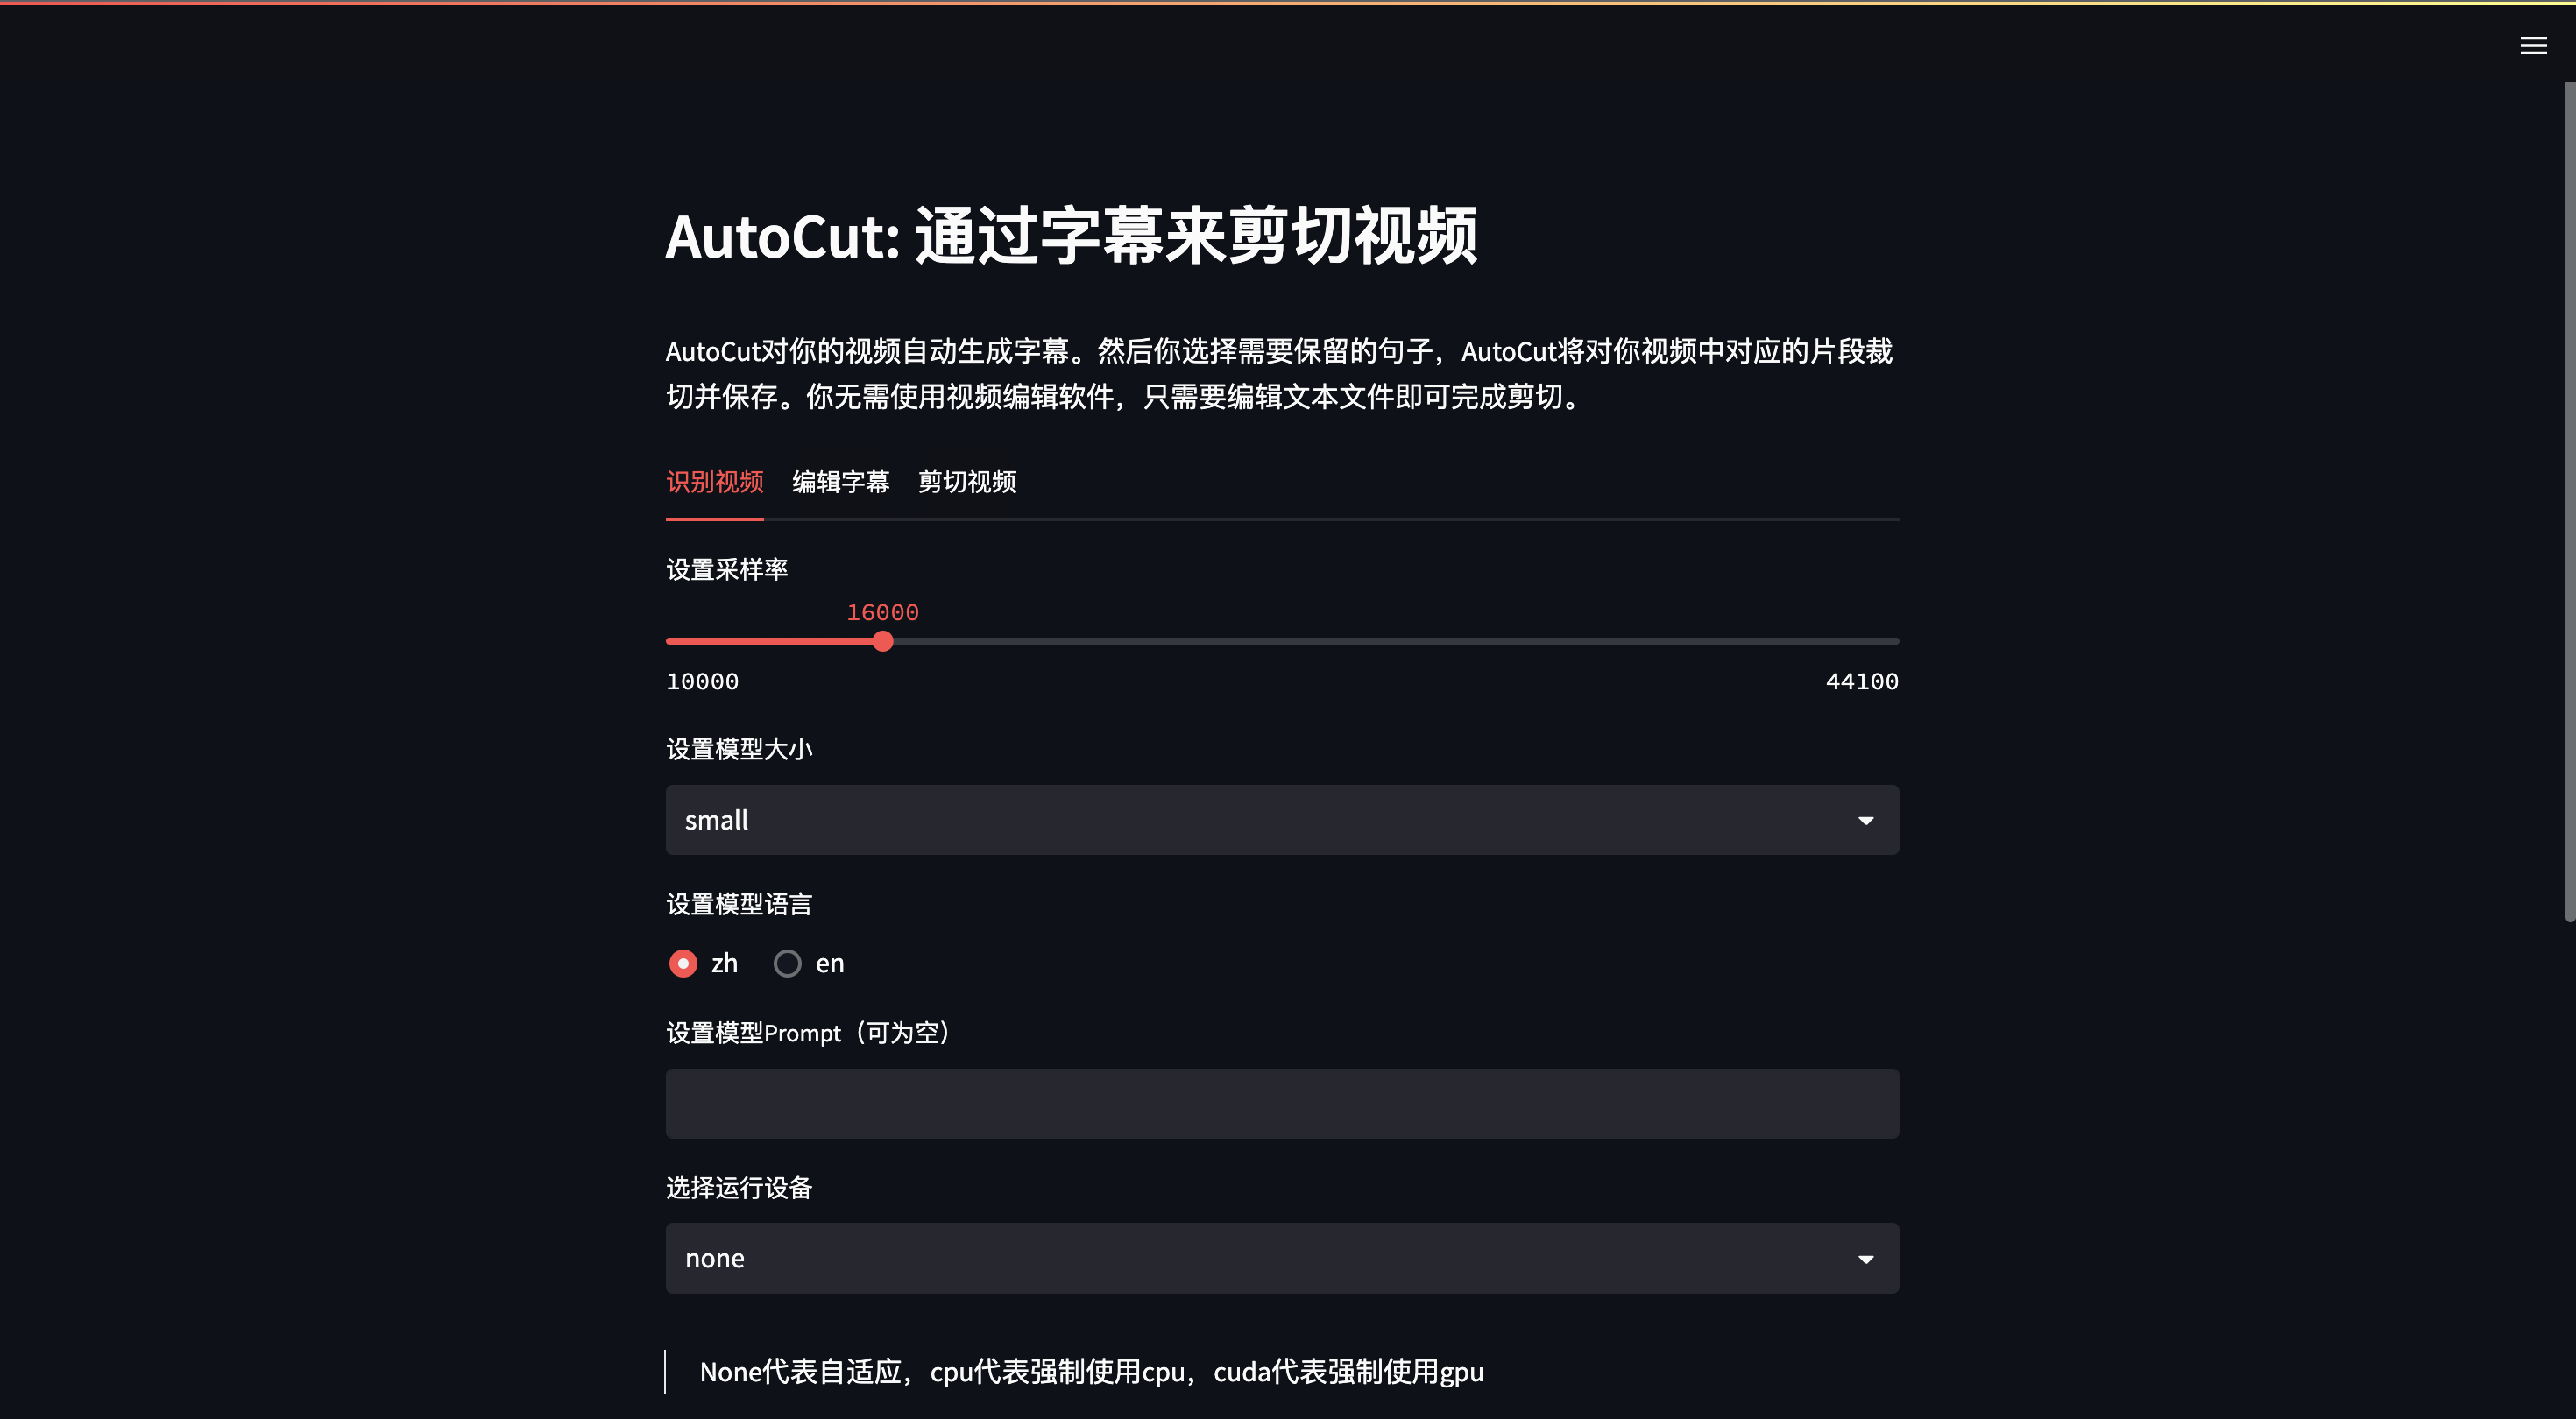 AutoCut: 通过字幕来剪切视频
AutoCut对你的视频自动生成字幕。然后你选择需要保留的句子，AutoCut将对你视频中对应的片段裁
切并保存。你无需使用视频编辑软件，只需要编辑文本文件即可完成剪切。
识别视频 编辑字幕 剪切视频
设置采样率
16000
10000 44100
设置模型大小
small
设置模型语言
zh en
设置模型Prompt（可为空）
选择运行设备
none
None代表自适应，cpu代表强制使用cpu，cuda代表强制使用gpu